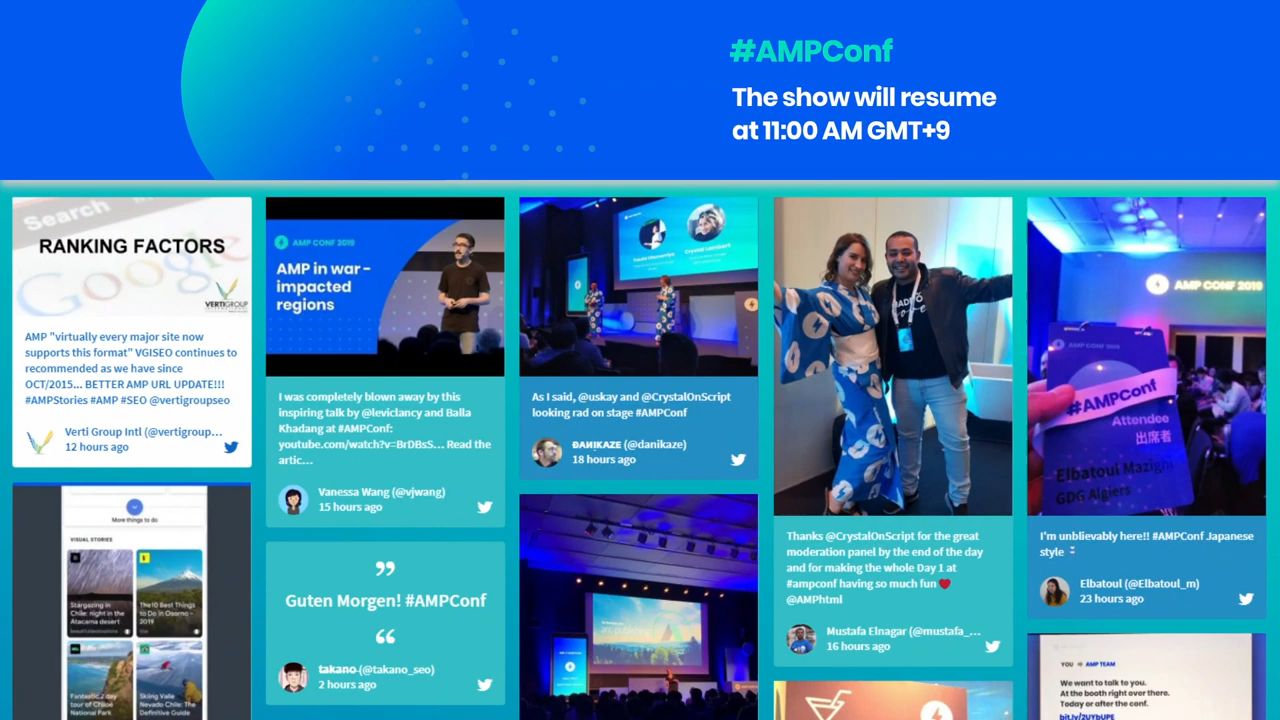 #AMPConf
The show will resume
at 11:00 AM GMT+9
Search
RANKING FACTORS
Google
VERTIGROUP
AMP "virtually every major site now
supports this format" VGISEO continues to
recommended as we have since
OCT/2015... BETTER AMP URL UPDATE!!!
#AMPStories #AMP #SEO @vertigroupseo
Verti Group Intl (@vertigroup...
12 hours ago
More things to do
VISUAL STORIES
Stargazing in
Chile: night in the
Atacama desert
The 10 Best Things
to Do in Osorno -
2019
Fantastic 2 day
tour of Chiloé
National Park
Skiing Valle
Nevado Chile: The
Definitive Guide
AMP CONF 2019
AMP in war-
impacted
regions
I was completely blown away by this
inspiring talk by @leviclancy and Balla
Khadang at #AMPConf:
youtube.com/watch?v=BrDBsS... Read the
artic...
Vanessa Wang (@vjwang)
15 hours ago
Guten Morgen! #AMPConf
takano (@takano_seo)
2 hours ago
Crystal Lambert
As I said, @uskay and @CrystalOnScript
looking rad on stage #AMPConf
ĐANIKAZE (@danikaze)
18 hours ago
Thanks @CrystalOnScript for the great
moderation panel by the end of the day
and for making the whole Day 1 at
#ampconf having so much fun ❤
@AMPhtml
Mustafa Elnagar (@mustafa_...
16 hours ago
AMP CONF 2019
AMP CONF 2019
#AMPConf
Attendee
出席者
Elbatoul Mazighi
GDG Algiers
I'm unblievably here!! #AMPConf Japanese
style
Elbatoul (@Elbatoul_m)
23 hours ago
YOU AMP TEAM
We want to talk to you.
At the booth right over there.
Today or after the conf.
bit.ly/2UYbUPE